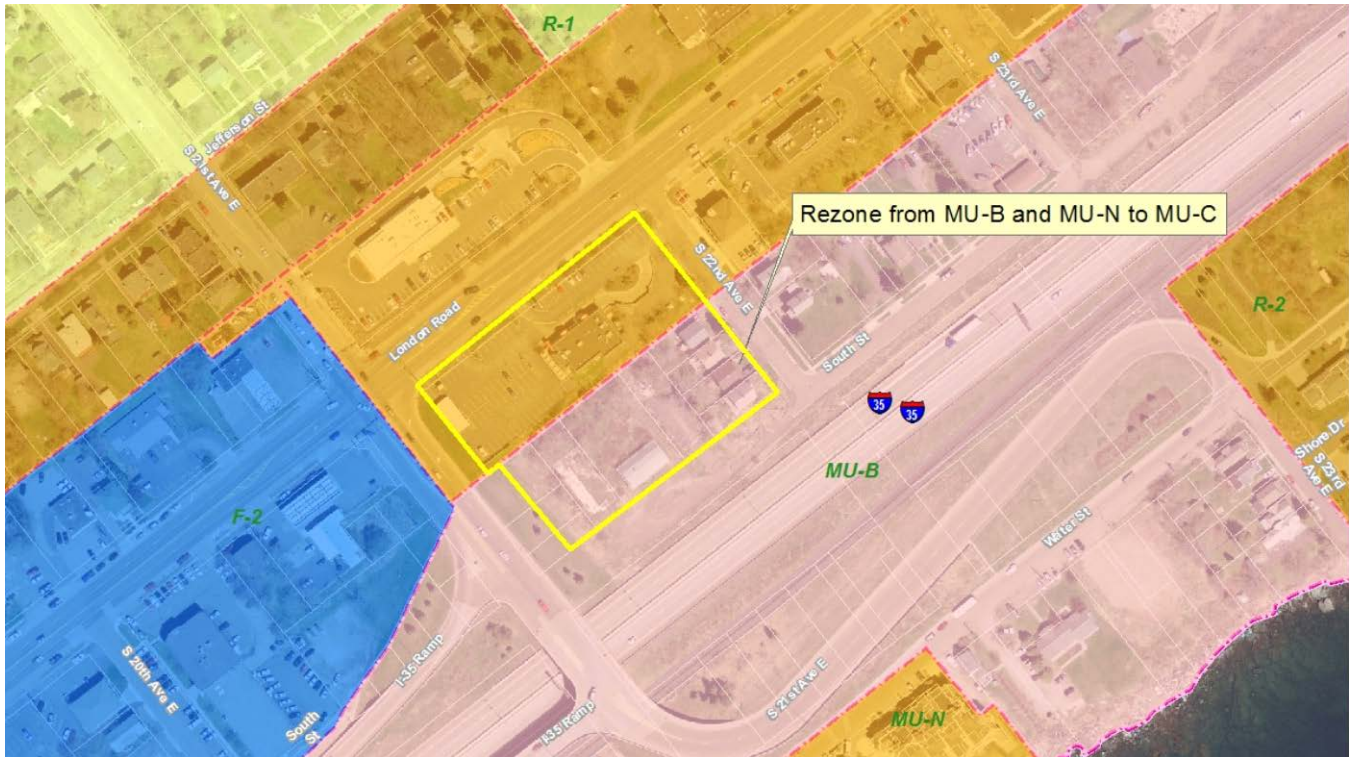 R-1
S 23rd Ave E
Jefferson St
S 21st Ave E
Rezone from MU-B and MU-N to MU-C
S 22nd Ave E
R-2
London Road
South St
35
35
Shore Dr
S 23rd
Ave E
MU-B
F-2
Water St
I-35 Ramp
S 20th Ave E
S 21st Ave E
South
St
I-35 Ramp
MU-N